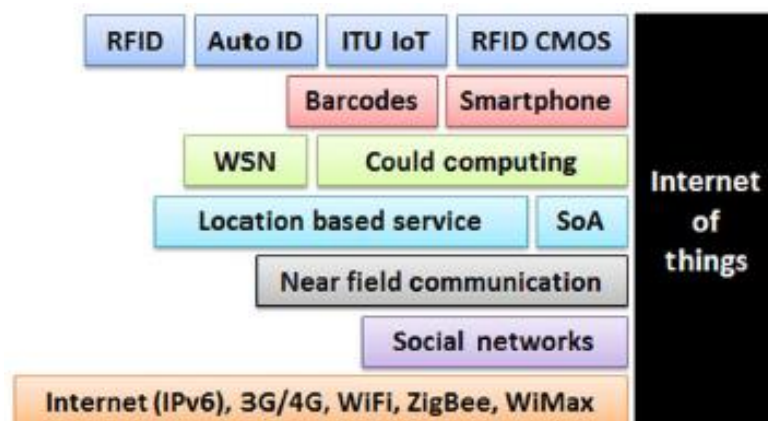 RFID Auto ID ITU IoT RFID CMOS
Barcodes Smartphone
WSN Could computing
Location based service SoA
Near field communication
Social networks
Internet (IPv6), 3G/4G, WiFi, ZigBee, WiMax
Internet
of
things